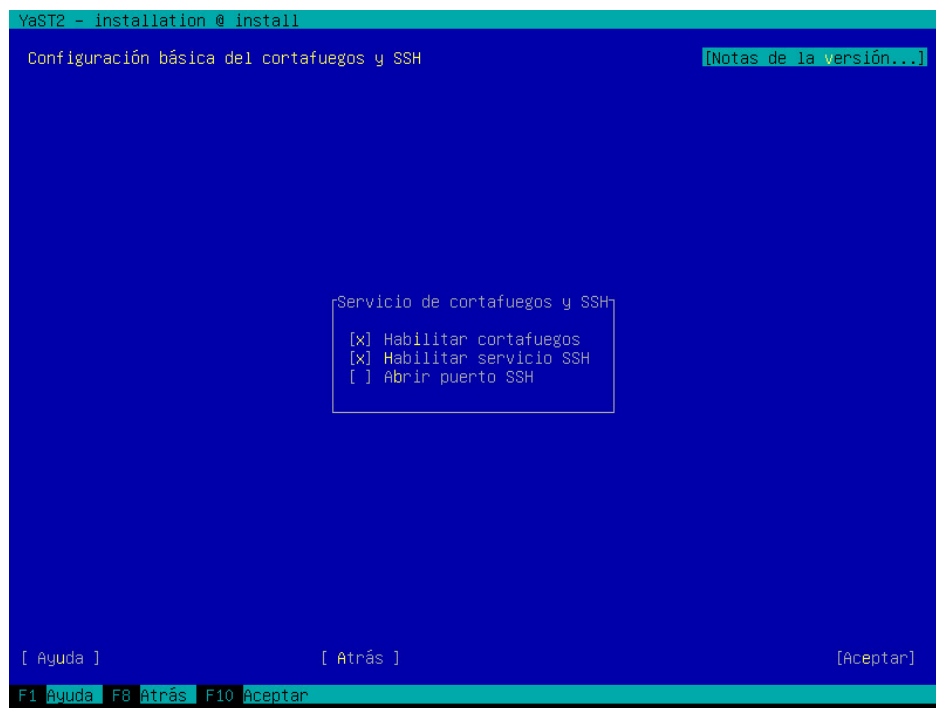 YaST2 - installation @ install
Configuración básica del cortafuegos y SSH
[Notas de la versión...]
Servicio de cortafuegos y SSH
[x] Habilitar cortafuegos
[x] Habilitar servicio SSH
[ ] Abrir puerto SSH
[ Ayuda ] [ Atrás ] [Aceptar]
F1 Ayuda F8 Atrás F10 Aceptar